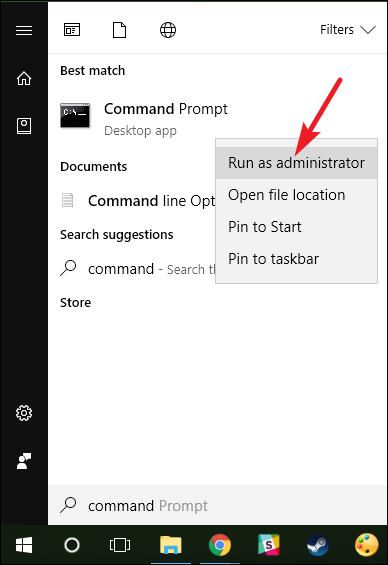 Filters
Best match
Command Prompt
Desktop app
Run as administrator
Documents
Open file location
Command line Opt
Pin to Start
Search suggestions
Pin to taskbar
command - Search th
Store
command Prompt